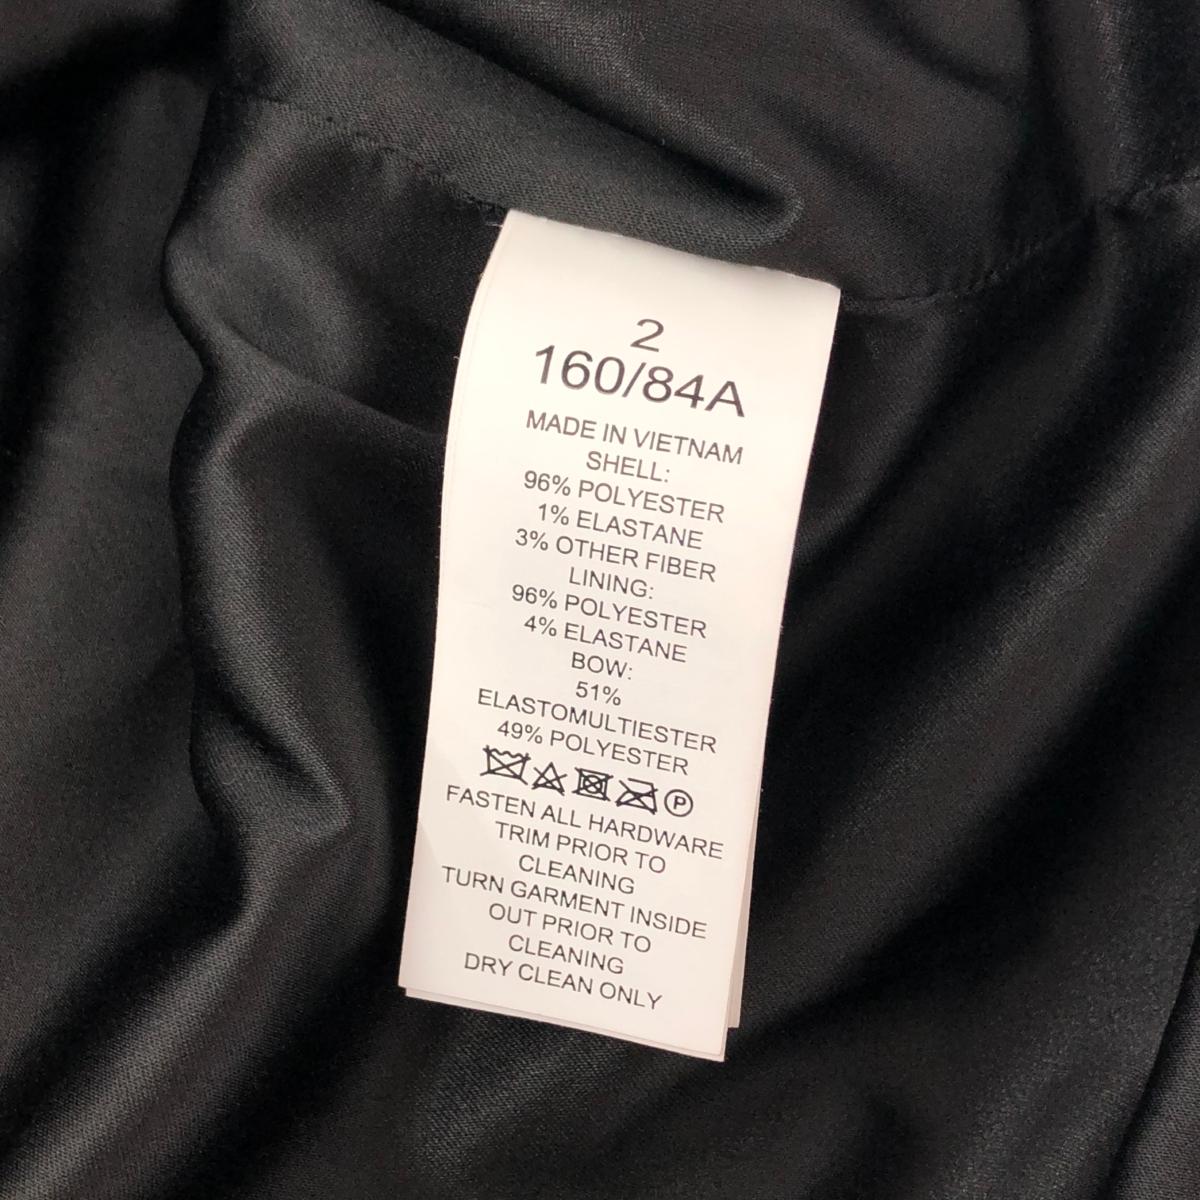 2
160/84A
MADE IN VIETNAM
SHELL:
96% POLYESTER
1% ELASTANE
3% OTHER FIBER
LINING:
96% POLYESTER
4% ELASTANE
BOW:
51%
ELASTOMULTIESTER
49% POLYESTER
P
FASTEN ALL HARDWARE
TRIM PRIOR TO
CLEANING
TURN GARMENT INSIDE
OUT PRIOR TO
CLEANING
DRY CLEAN ONLY